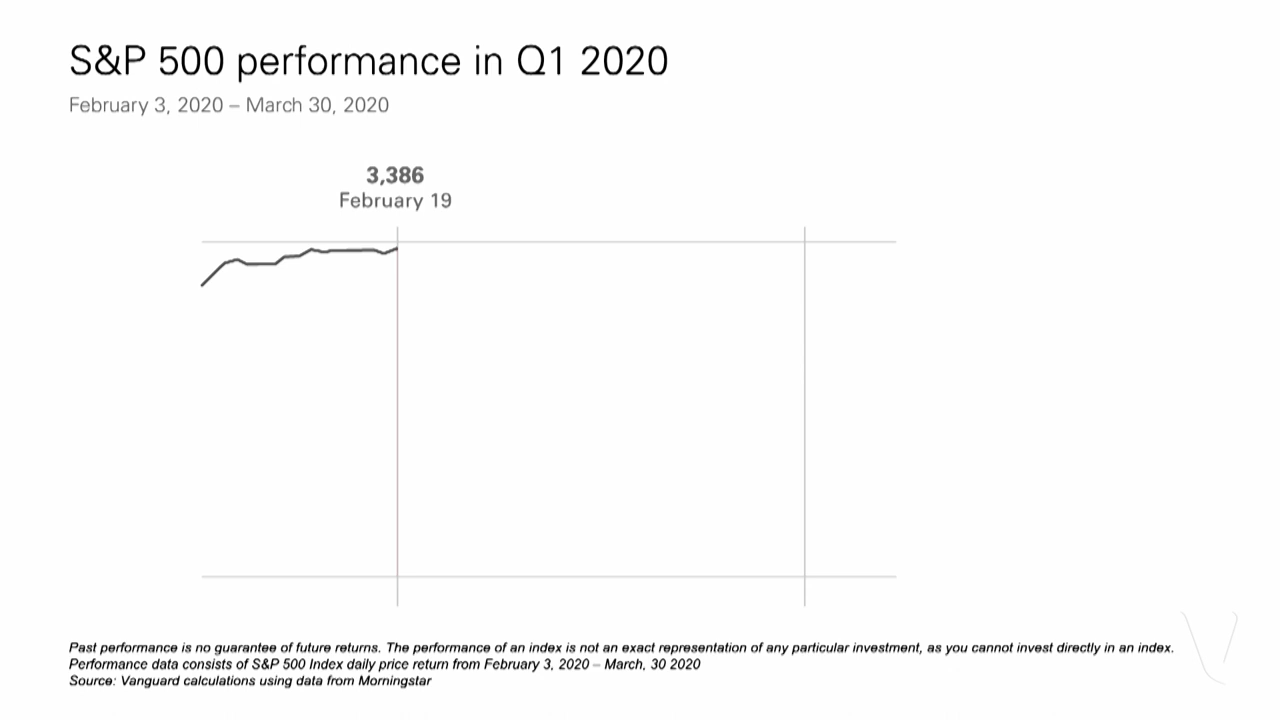 S&P 500 performance in Q1 2020
February 3, 2020 – March 30, 2020
3,386
February 19
Past performance is no guarantee of future returns. The performance of an index is not an exact representation of any particular investment, as you cannot invest directly in an index.
Performance data consists of S&P 500 Index daily price return from February 3, 2020 – March, 30 2020
Source: Vanguard calculations using data from Morningstar